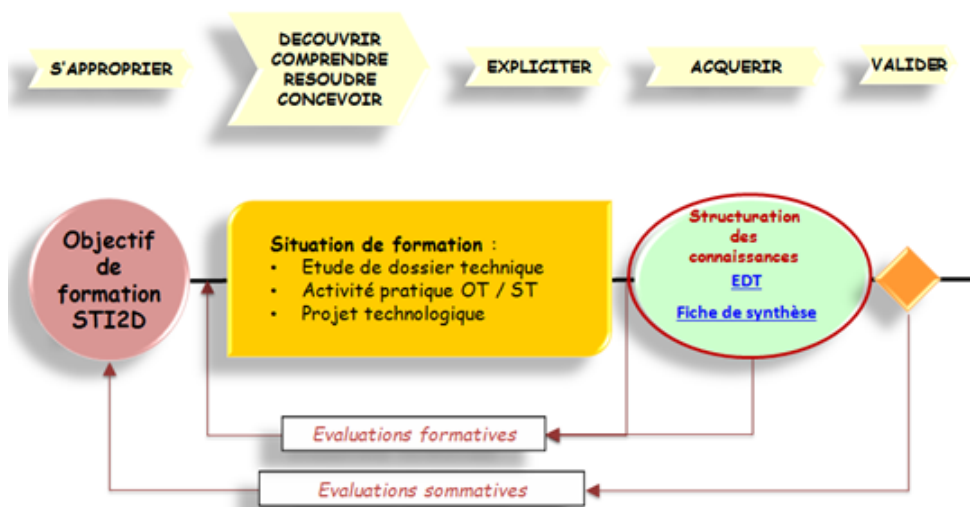 S'APPROPRIER
DECOUVRIR
COMPRENDRE
RESOUDRE
CONCEVOIR
EXPLICITER
ACQUERIR
VALIDER
Objectif
de
formation
STI2D
Situation de formation :
• Etude de dossier technique
• Activité pratique OT / ST
• Projet technologique
Structuration
des
connaissances
EDT
Fiche de synthèse
Evaluations formatives
Evaluations sommatives